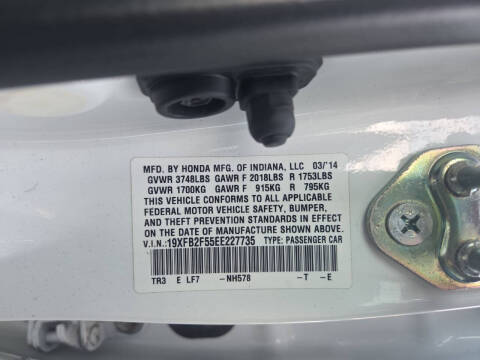 MFD. BY HONDA MFG. OF INDIANA, LLC 03/'14
GVWR 3748LBS GAWR F 2018LBS R 1753LBS
GVWR 1700KG GAWR F 915KG R 795KG
THIS VEHICLE CONFORMS TO ALL APPLICABLE
FEDERAL MOTOR VEHICLE SAFETY, BUMPER,
AND THEFT PREVENTION STANDARDS IN EFFECT
ON THE DATE OF MANUFACTURE SHOWN ABOVE.
V.I.N.:19XFB2F55EE227735 TYPE: PASSENGER CAR
TR3 E LF7 -NH578 -T -E